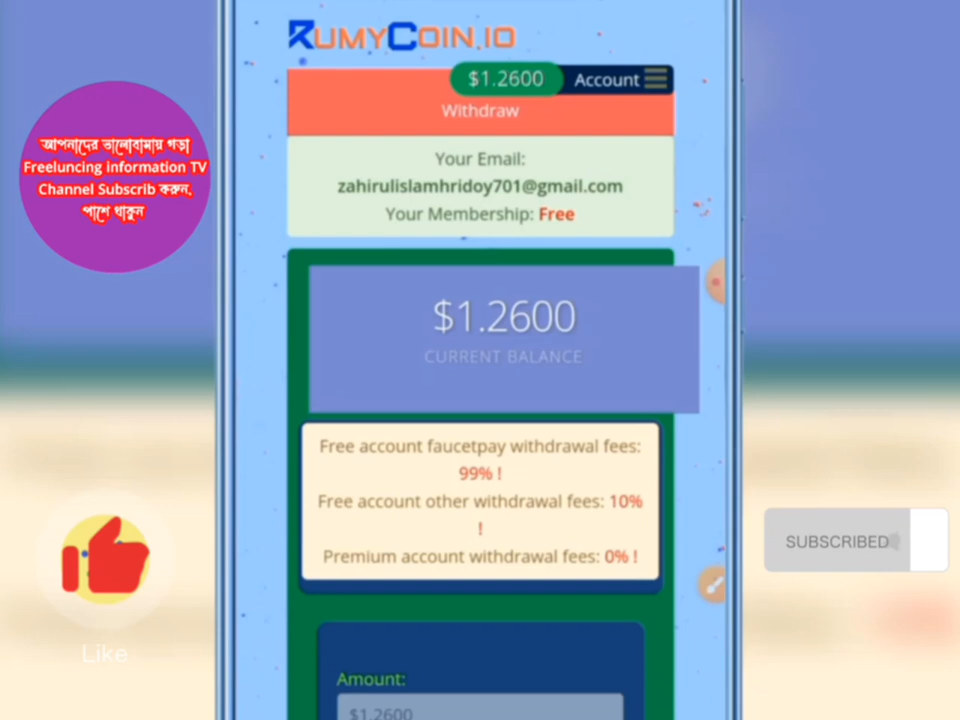 RUMYCOIN.IO
$1.2600 Account
Withdraw
Your Email:
zahirulislamhridoy701@gmail.com
Your Membership: Free
$1.2600
CURRENT BALANCE
Free account faucetpay withdrawal fees:
99% !
Free account other withdrawal fees: 10%
!
Premium account withdrawal fees: 0% !
Amount:
$1.2600
আপনাদের ভালোবাসায় গড়া
Freeluncing information TV
Channel Subscrib করুন,
পাশে থাকুন
Like
SUBSCRIBED